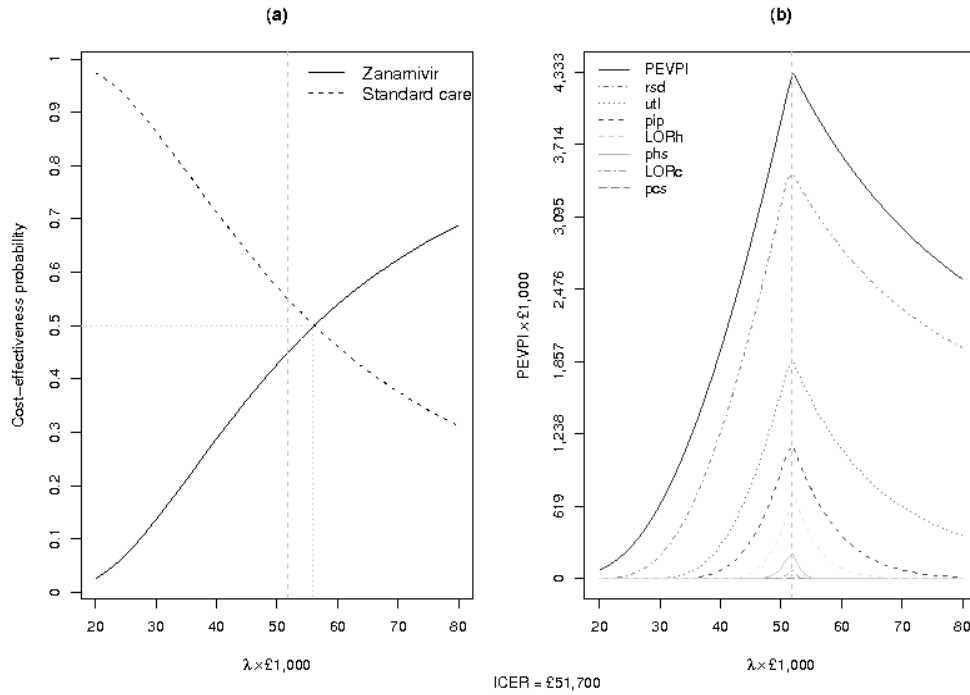 (a)
Cost-effectiveness probability
1
0.9
0.8
0.7
0.6
0.5
0.4
0.3
0.2
0.1
0
Zanamivir
Standard care
20 30 40 50 60 70 80
λ×£1,000
(b)
PEVPI×£1,000
4,333
3,714
3,095
2,476
1,857
1,238
619
0
PEVPI
rsd
utl
pip
LORh
phs
LORc
pcs
20 30 40 50 60 70 80
λ×£1,000
ICER = £51,700